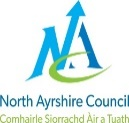 North Ayrshire Council
Comhairle Siorrachd Àir a Tuath